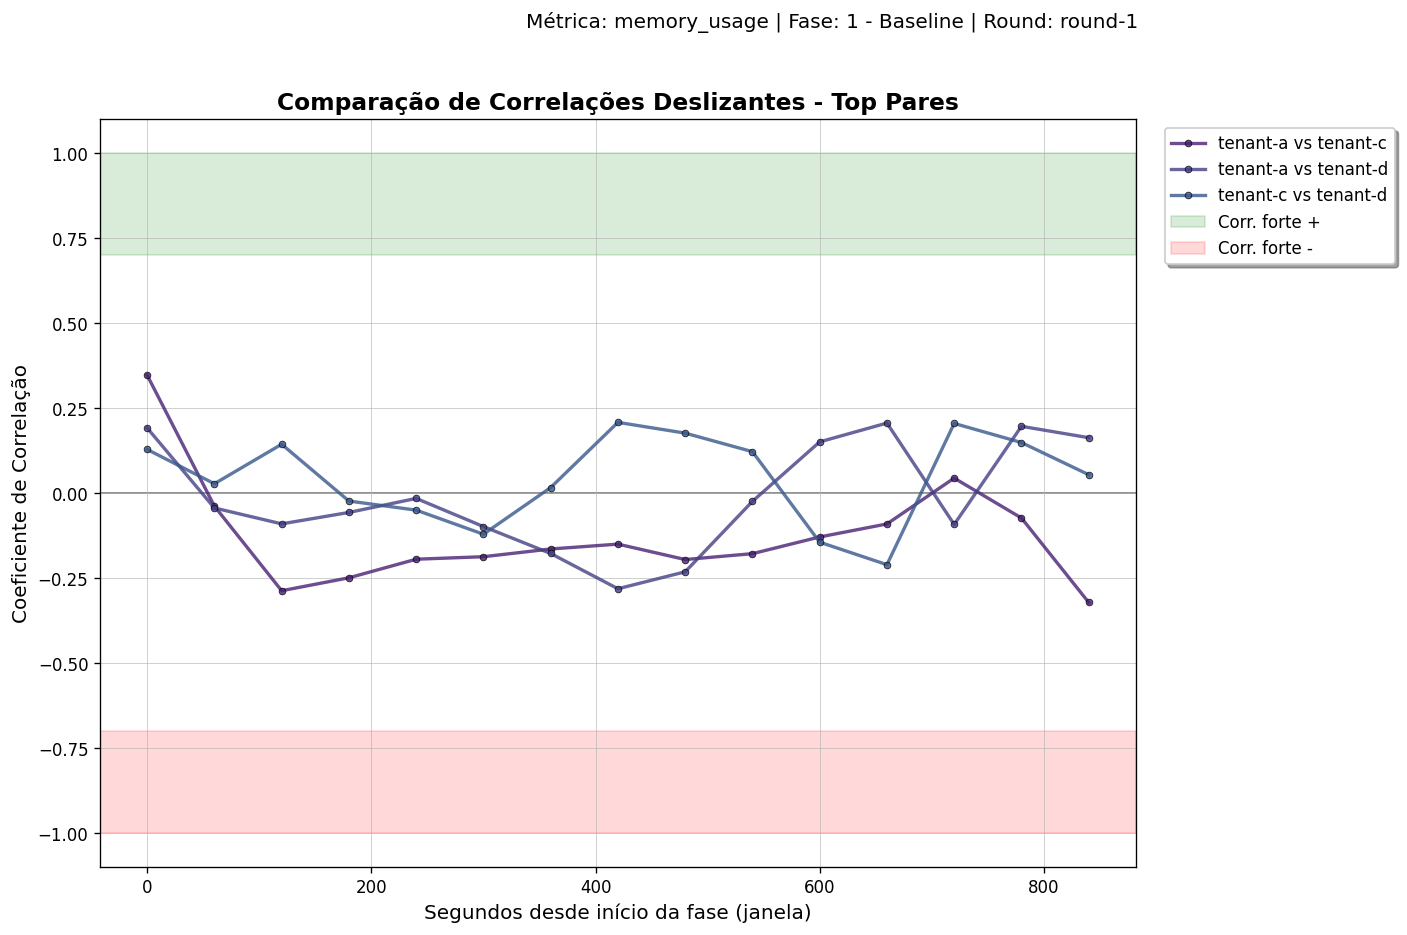 Métrica: memory_usage | Fase: 1 - Baseline | Round: round-1
Comparação de Correlações Deslizantes - Top Pares
tenant-a vs tenant-c
tenant-a vs tenant-d
tenant-c vs tenant-d
Corr. forte +
Corr. forte -
Coeficiente de Correlação
1.00
0.75
0.50
0.25
0.00
−0.25
−0.50
−0.75
−1.00
0
200
400
600
800
Segundos desde início da fase (janela)